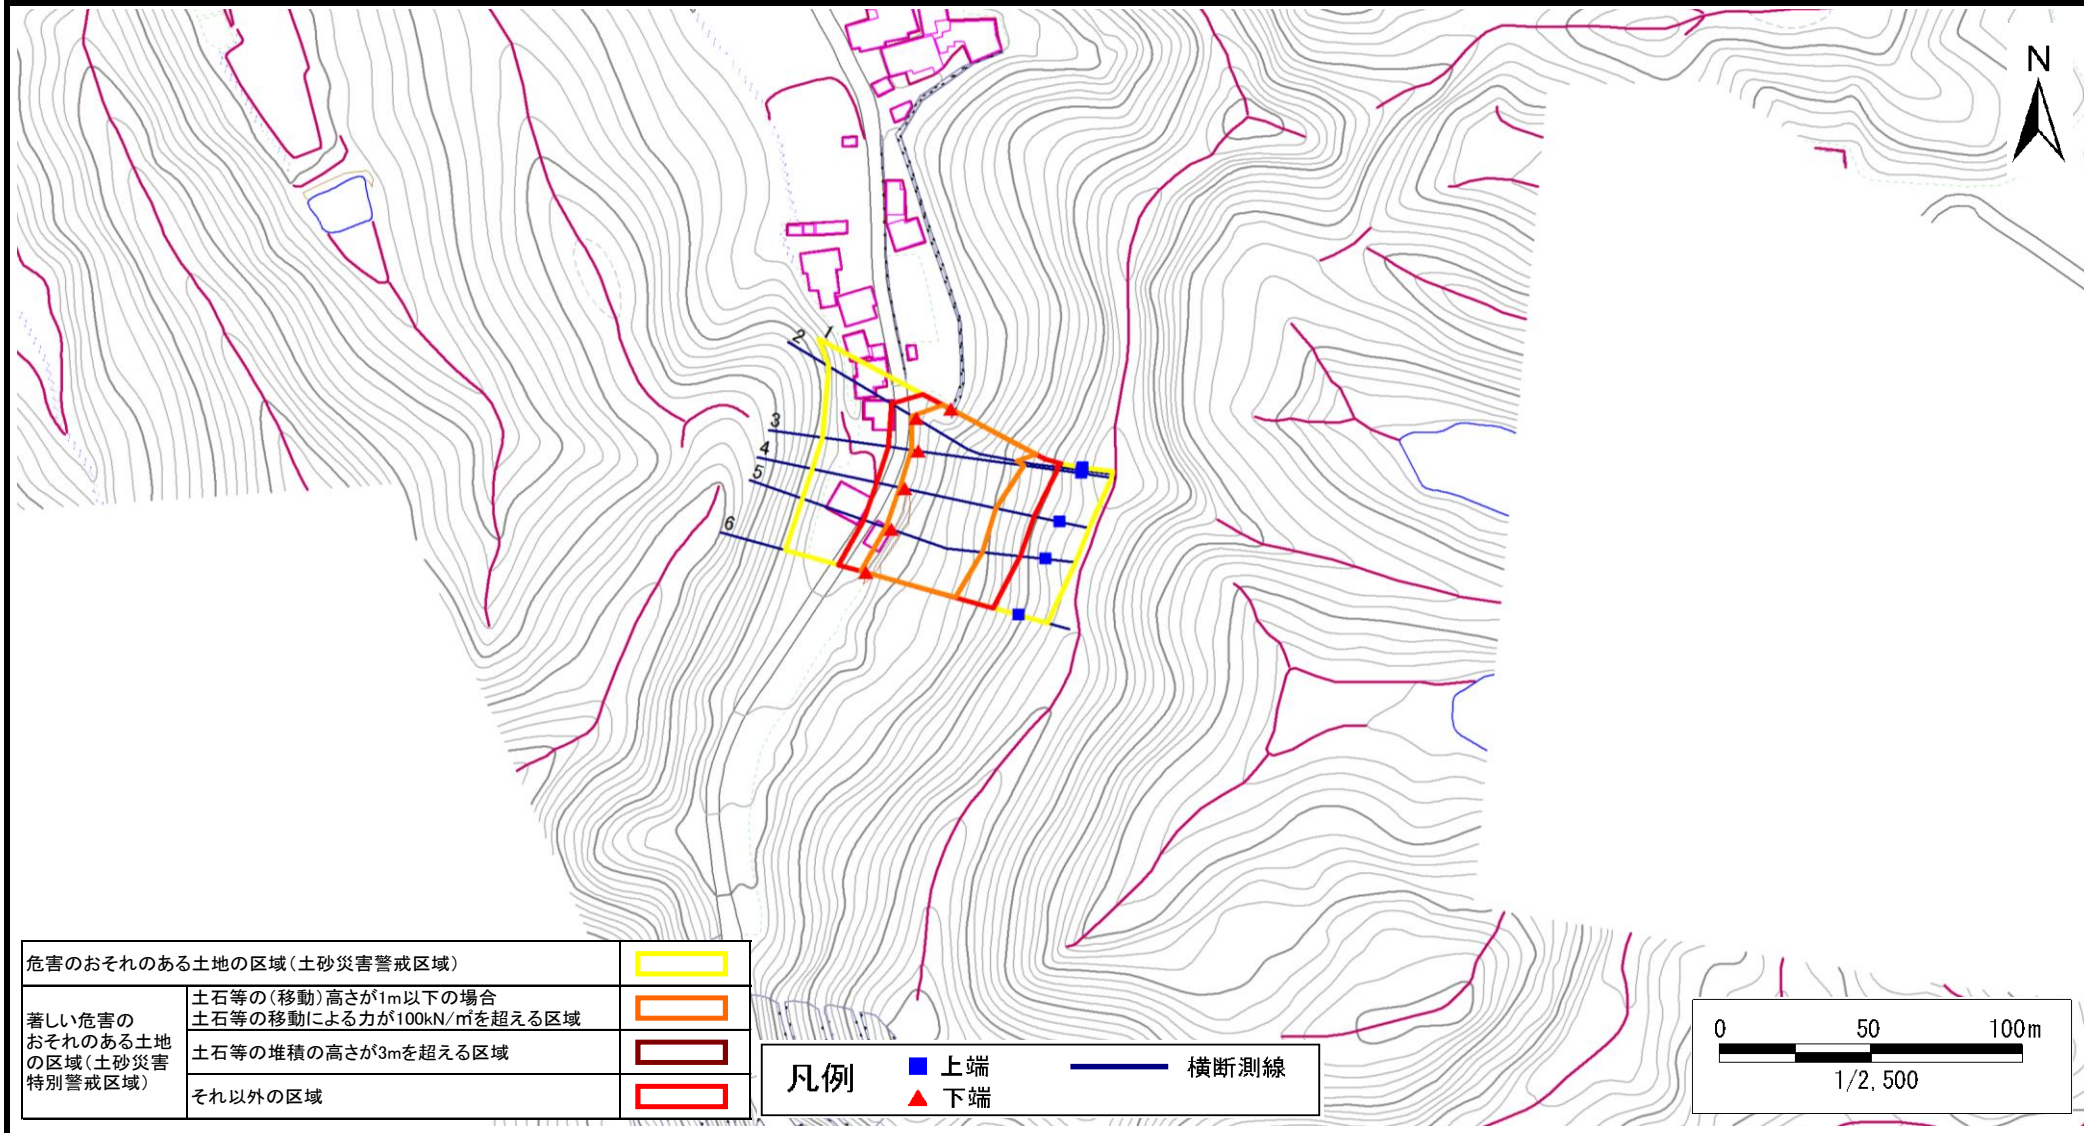 N
1
2
3
4
5
6
危害のおそれのある土地の区域(土砂災害警戒区域)
著しい危害の
おそれのある土地
の区域(土砂災害
特別警戒区域)
土石等の(移動)高さが1m以下の場合
土石等の移動による力が100kN/㎡を超える区域
土石等の堆積の高さが3mを超える区域
それ以外の区域
凡例
上端
下端
横断測線
0 50 100m
1/2,500